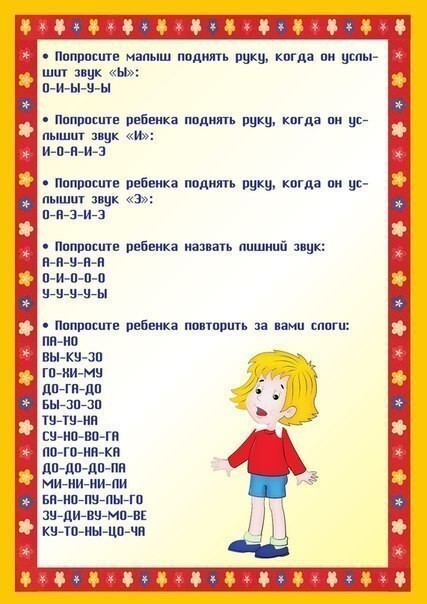 • Попросите малыш поднять руку, когда он услы-
шит звук «Ы»:
О-И-Ы-У-Ы
• Попросите ребенка поднять руку, когда он ус-
лышит звук «И»:
И-О-А-И-Э
• Попросите ребенка поднять руку, когда он ус-
лышит звук «Э»:
О-А-Э-И-Э
• Попросите ребенка назвать лишний звук:
А-А-У-А-А
О-И-О-О-О
У-У-У-У-Ы
• Попросите ребенка повторить за вами слоги:
ПА-НО
ВЫ-КУ-ЗО
ГО-ХИ-МУ
ДО-ГА-ДО
БЫ-ЗО-ЗО
ТУ-ТУ-НА
СУ-НО-ВО-ГА
ЛО-ГО-НА-КА
ДО-ДО-ДО-ПА
МИ-НИ-НИ-ЛИ
БА-НО-ПУ-ЛЫ-ГО
ЗУ-ДИ-ВУ-МО-ВЕ
КУ-ТО-НЫ-ЦО-ЧА